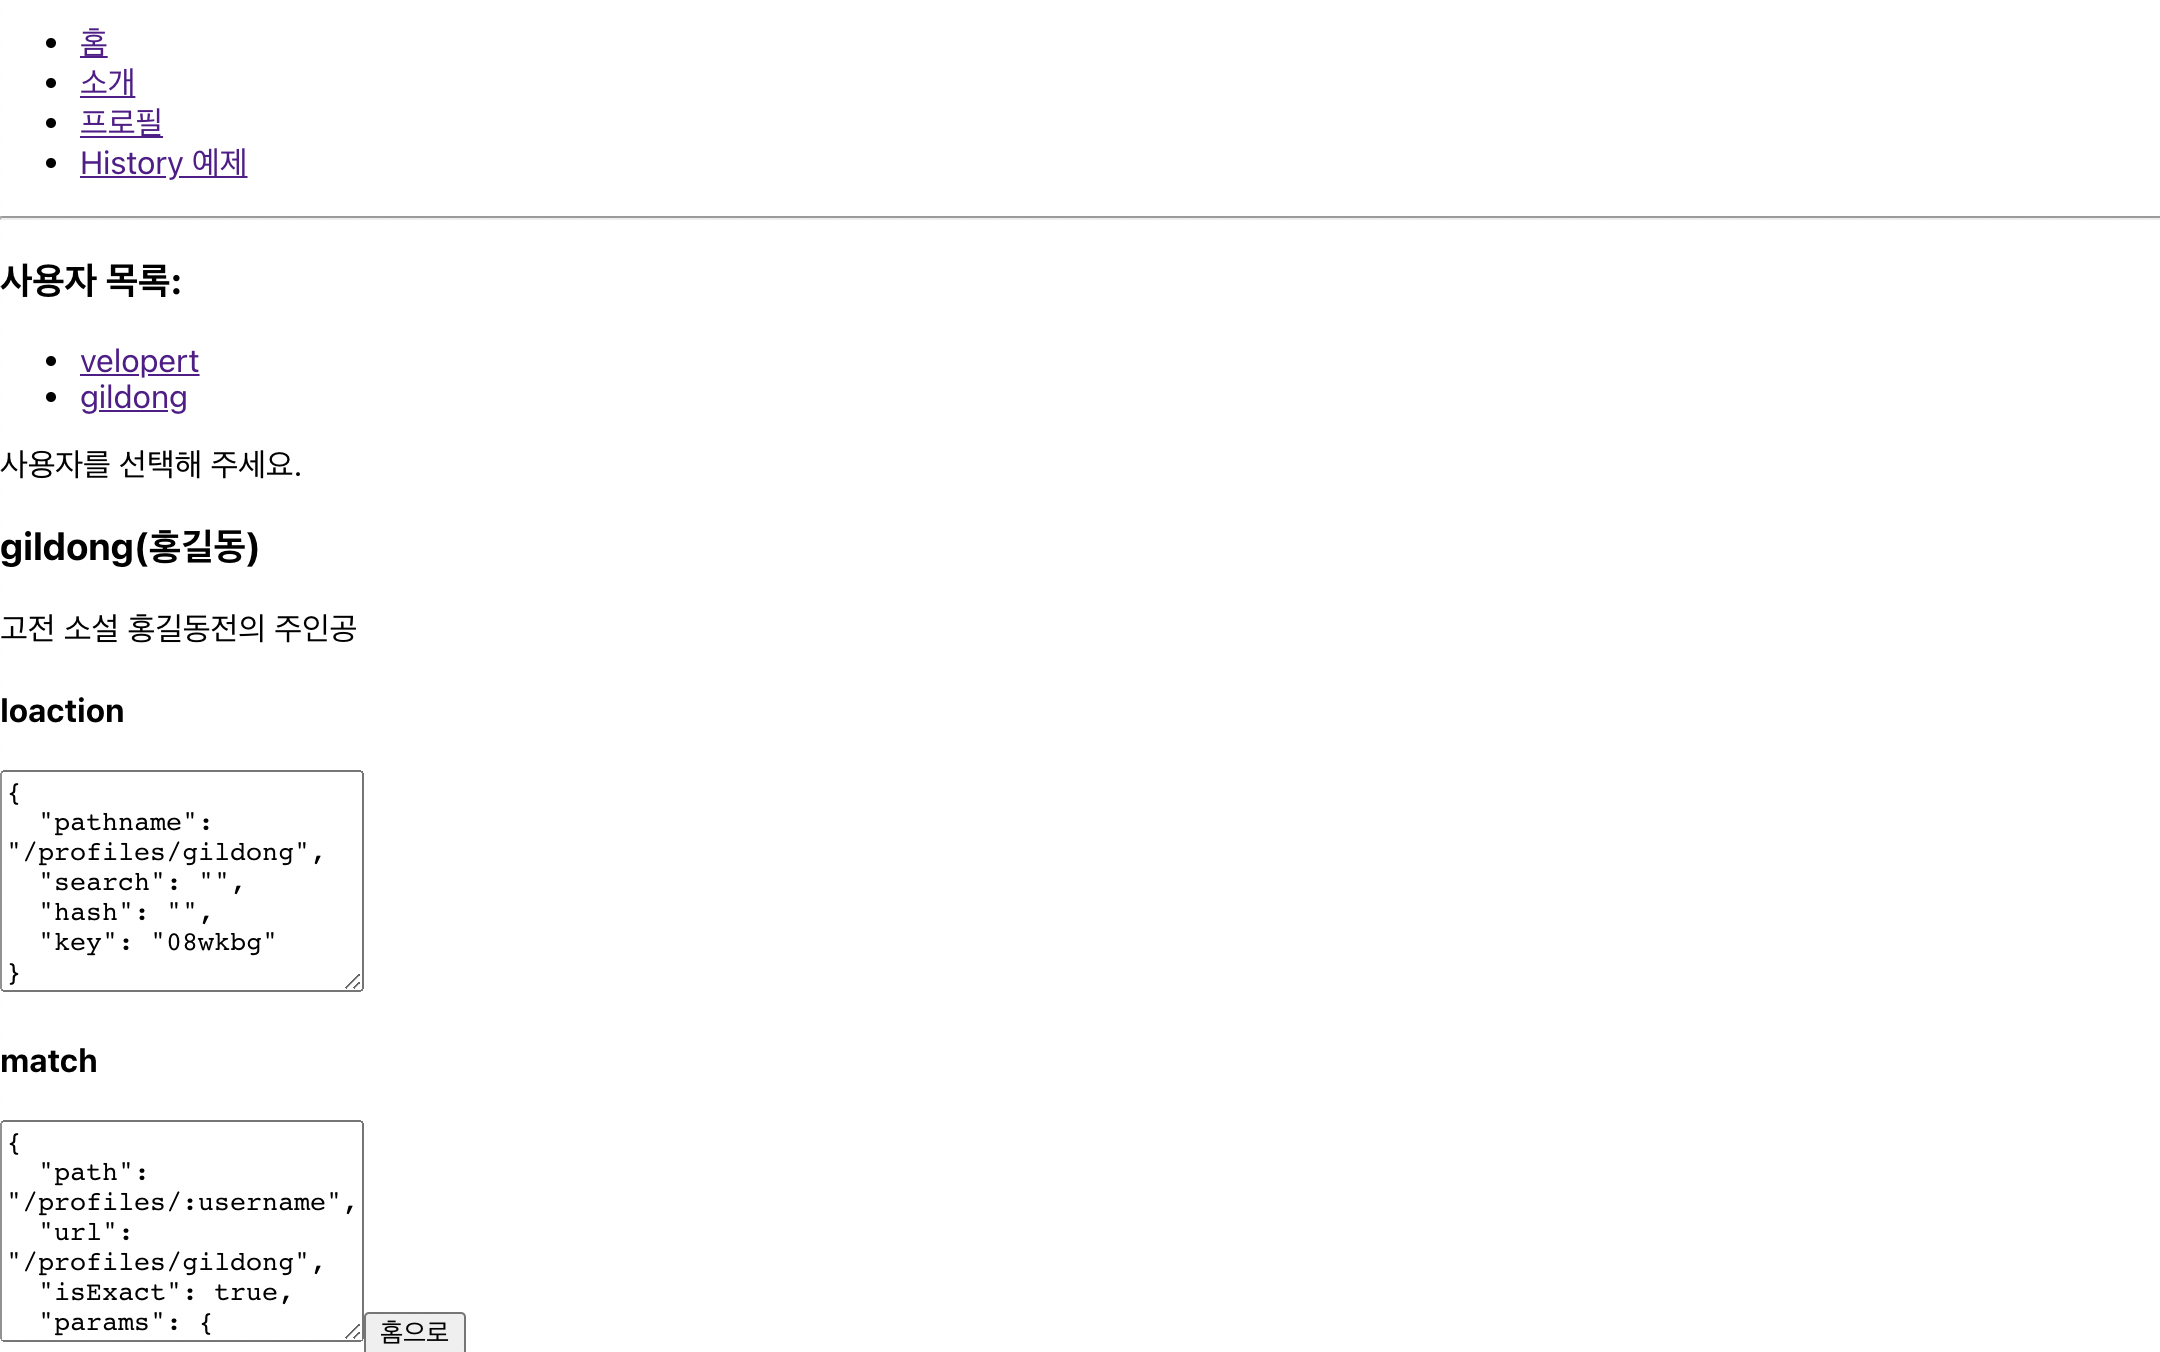 홈
소개
프로필
History 예제
사용자 목록:
velopert
gildong
사용자를 선택해 주세요.
gildong(홍길동)
고전 소설 홍길동전의 주인공
loaction
{
  "pathname":
"/profiles/gildong",
  "search": "",
  "hash": "",
  "key": "08wkbg"
}
match
{
  "path":
"/profiles/:username",
  "url":
"/profiles/gildong",
  "isExact": true,
  "params": {
홈으로